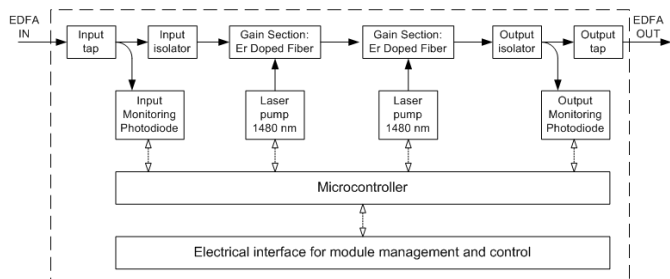 EDFA
IN
EDFA
OUT
Input
tap
Input
isolator
Gain Section:
Er Doped Fiber
Gain Section:
Er Doped Fiber
Output
isolator
Output
tap
Input
Monitoring
Photodiode
Laser
pump
1480 nm
Laser
pump
1480 nm
Output
Monitoring
Photodiode
Microcontroller
Electrical interface for module management and control